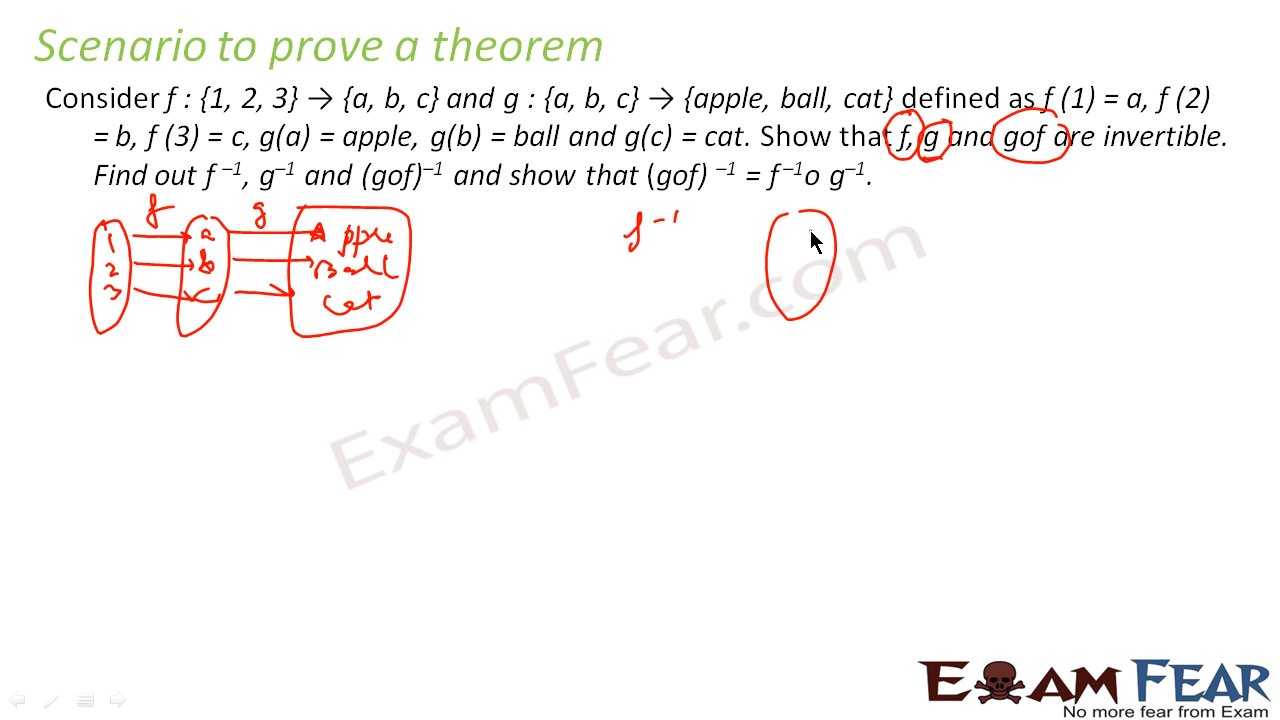 Scenario to prove a theorem
Consider f : {1, 2, 3} → {a, b, c} and g : {a, b, c} → {apple, ball, cat} defined as f (1) = a, f (2)
= b, f (3) = c, g(a) = apple, g(b) = ball and g(c) = cat. Show that f, g and gof are invertible.
Find out f ⁻¹, g⁻¹ and (gof)⁻¹ and show that (gof) ⁻¹ = f⁻¹o g⁻¹.
f g f⁻¹
1 a Apple
2 b Ball
3 c Cat
ExamFear.com
EXAM FEAR
No more fear from Exam